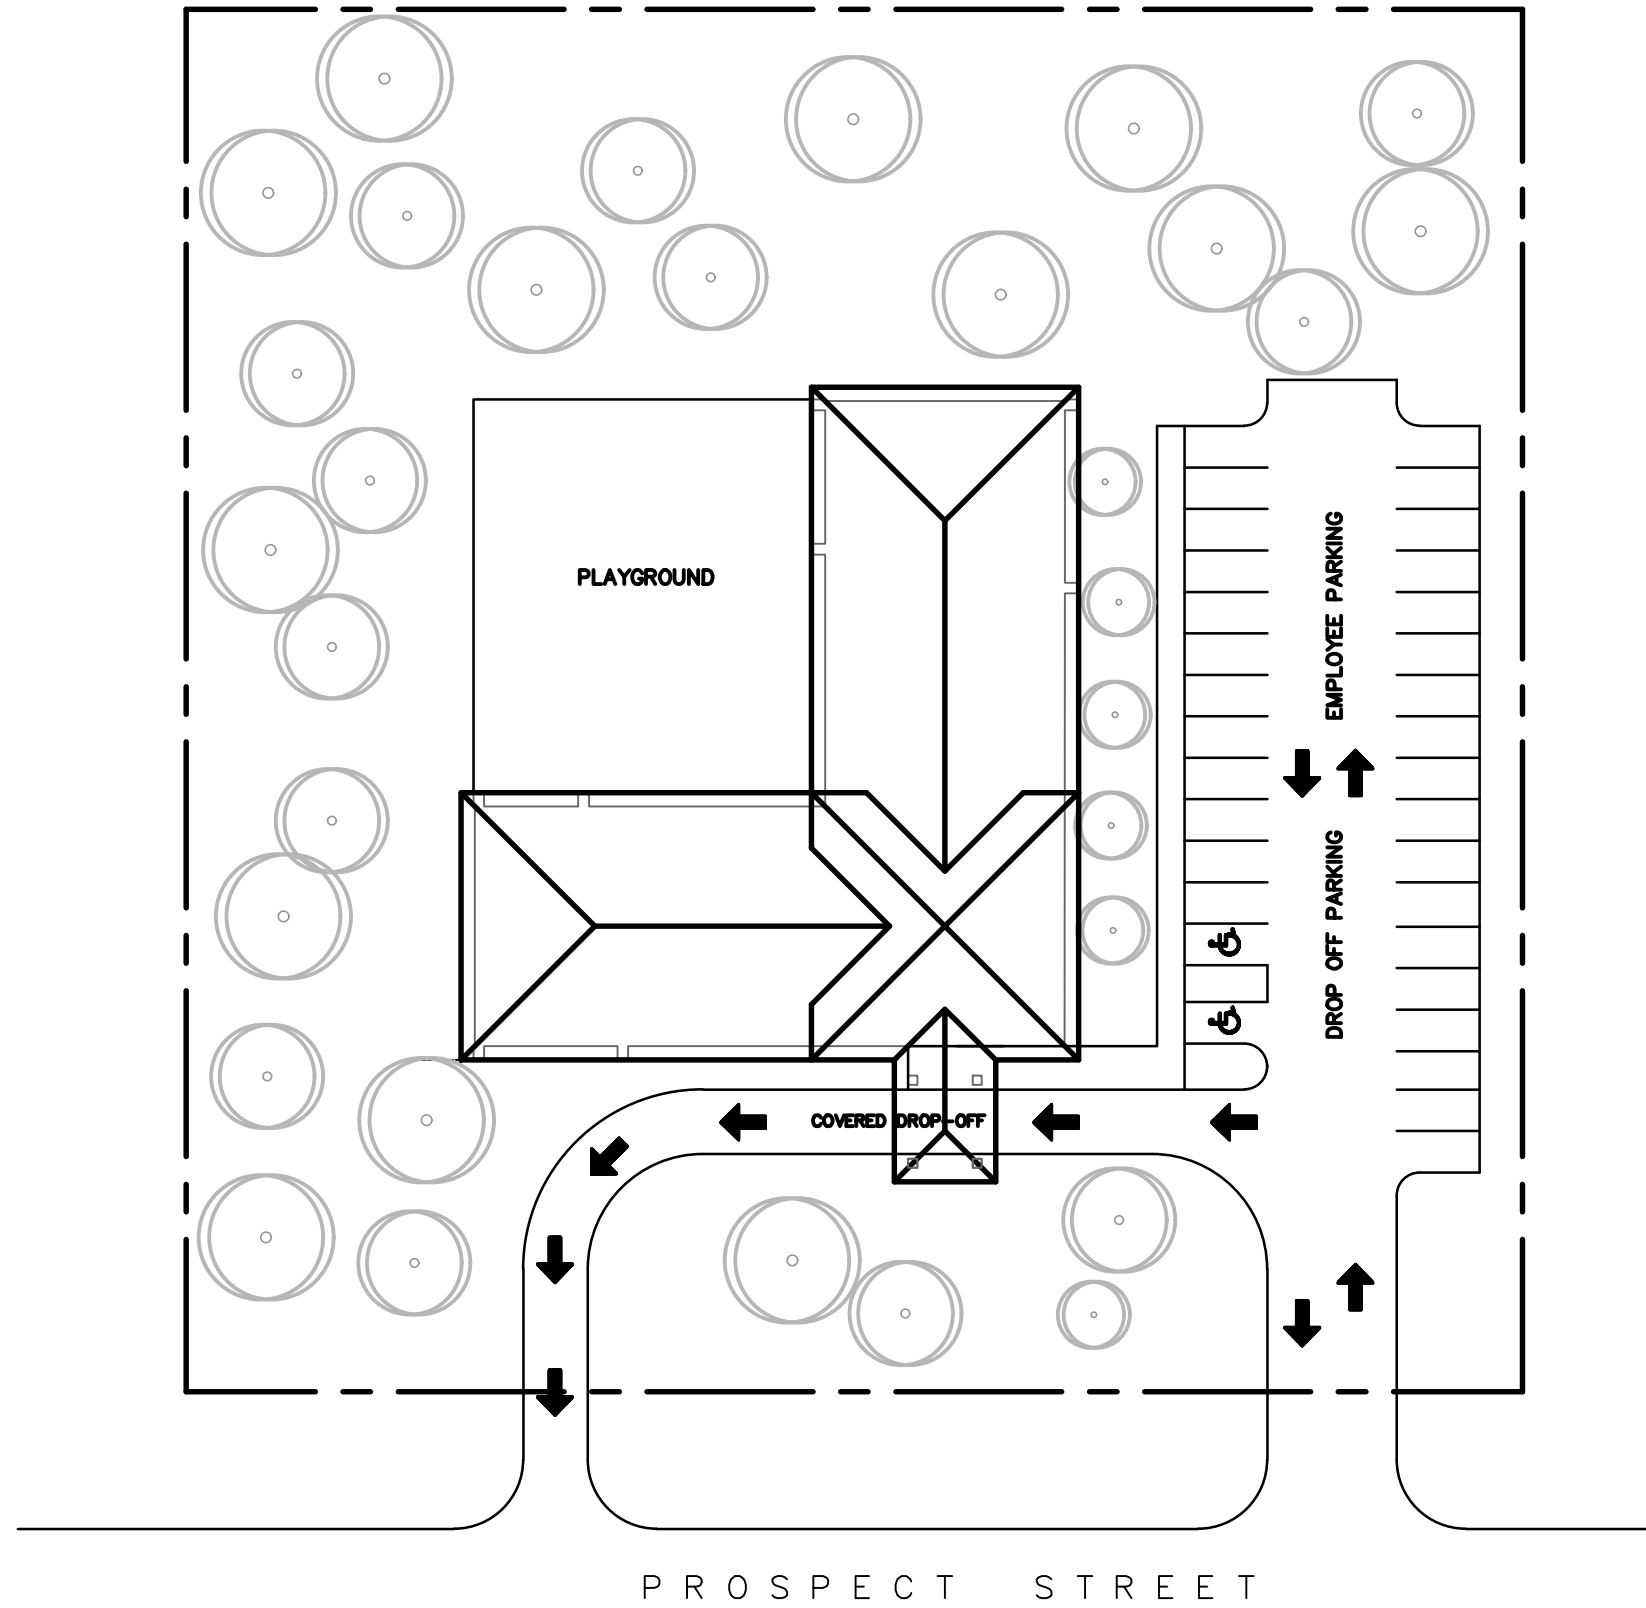 PLAYGROUND
EMPLOYEE PARKING
DROP OFF PARKING
COVERED DROP-OFF
PROSPECT STREET